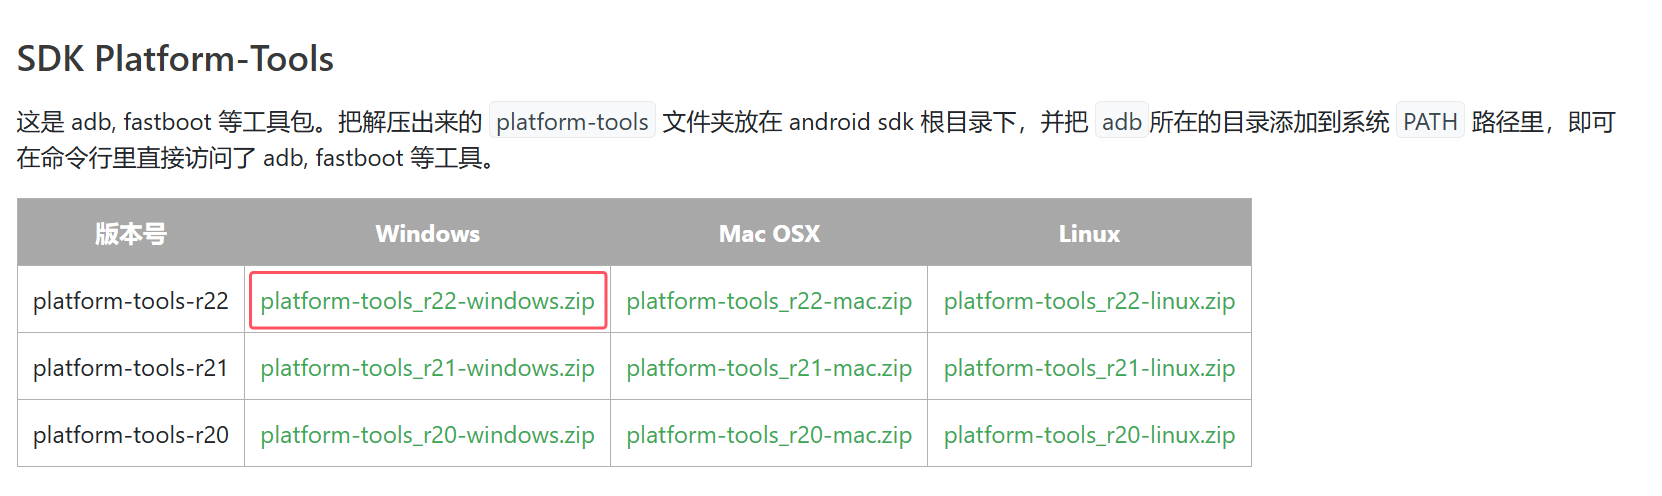 SDK Platform-Tools
这是 adb, fastboot 等工具包。把解压出来的 platform-tools 文件夹放在 android sdk 根目录下，并把 adb所在的目录添加到系统 PATH 路径里，即可
在命令行里直接访问了 adb, fastboot 等工具。
版本号 Windows Mac OSX Linux
platform-tools-r22 platform-tools_r22-windows.zip platform-tools_r22-mac.zip platform-tools_r22-linux.zip
platform-tools-r21 platform-tools_r21-windows.zip platform-tools_r21-mac.zip platform-tools_r21-linux.zip
platform-tools-r20 platform-tools_r20-windows.zip platform-tools_r20-mac.zip platform-tools_r20-linux.zip